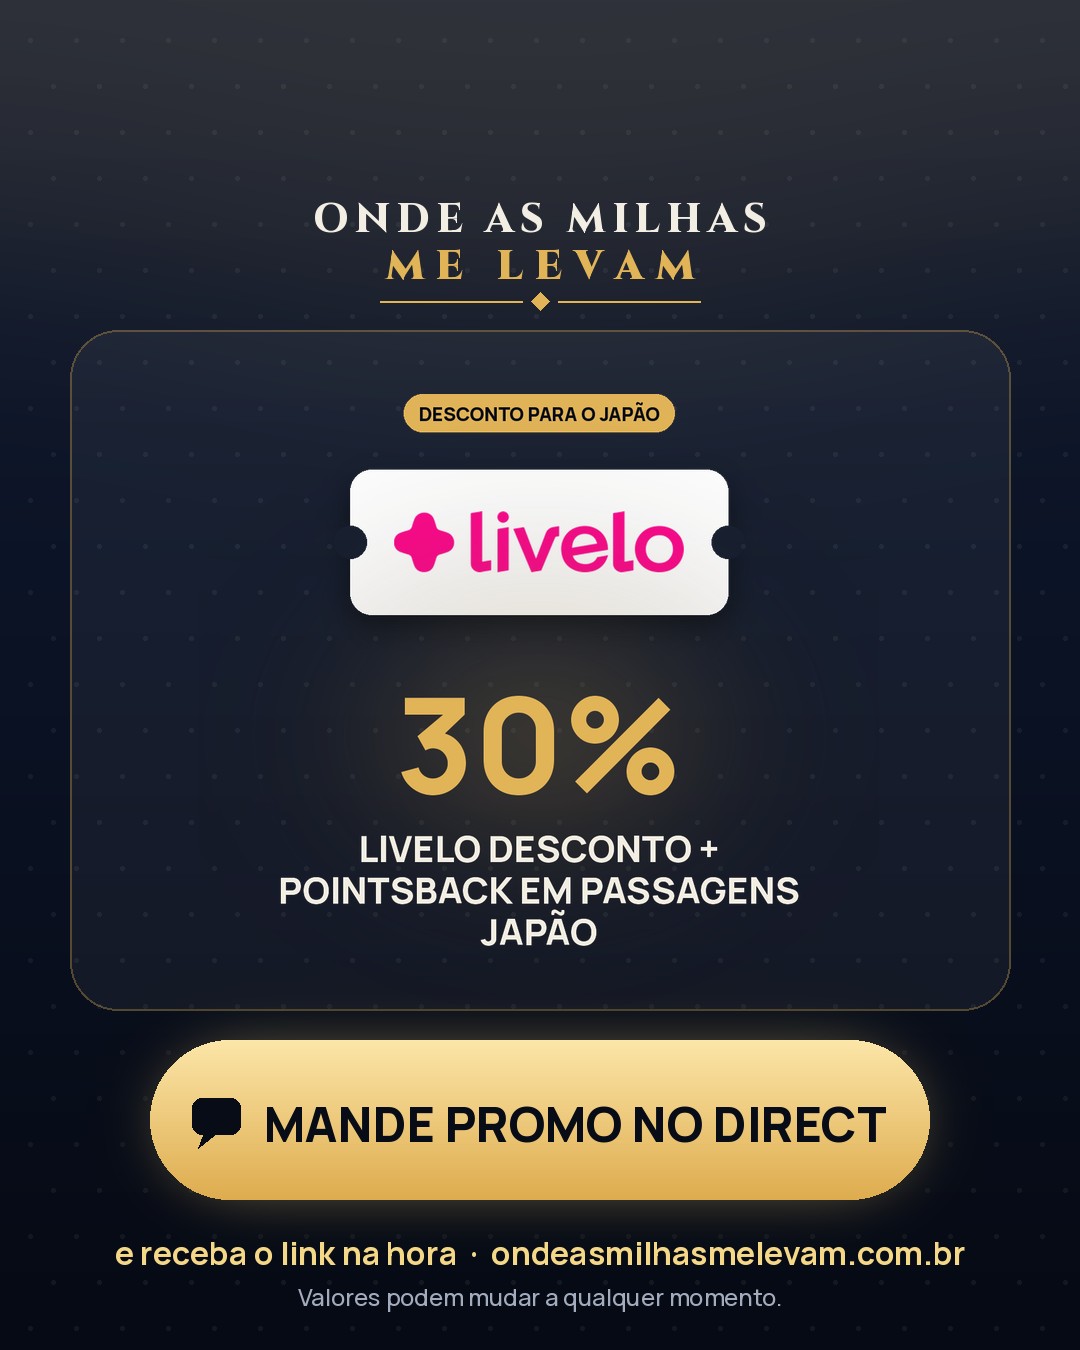 ONDE AS MILHAS
ME LEVAM
DESCONTO PARA O JAPÃO
livelo
30%
LIVELO DESCONTO +
POINTSBACK EM PASSAGENS
JAPÃO
MANDE PROMO NO DIRECT
e receba o link na hora · ondeasmilhasmelevam.com.br
Valores podem mudar a qualquer momento.